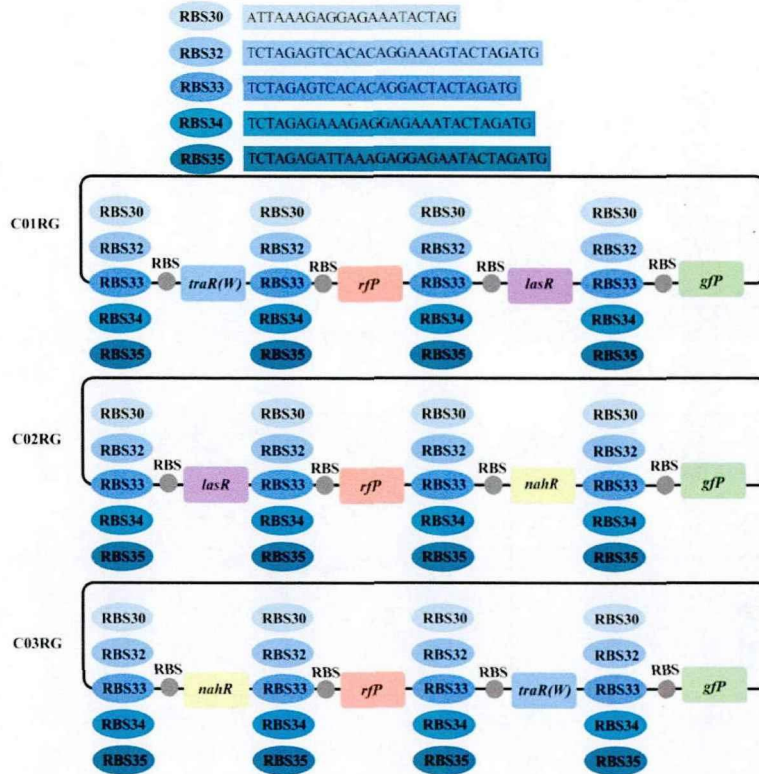 RBS30 ATTAAAGAGGAGAAATACTAG
RBS32 TCTAGAGTCACACAGGAAAGTACTAGATG
RBS33 TCTAGAGTCACACAGGACTACTAGATG
RBS34 TCTAGAGAAAGAGGAGAAATACTAGATG
RBS35 TCTAGAGATTAAAGAGGAGAATACTAGATG
C01RG
RBS30 RBS30 RBS30 RBS30
RBS32 RBS32 RBS32 RBS32
RBS RBS RBS RBS
RBS33 traR(W) RBS33 rfP RBS33 lasR RBS33 gfP
RBS34 RBS34 RBS34 RBS34
RBS35 RBS35 RBS35 RBS35
C02RG
RBS30 RBS30 RBS30 RBS30
RBS32 RBS32 RBS32 RBS32
RBS RBS RBS RBS
RBS33 lasR RBS33 rfP RBS33 nahR RBS33 gfP
RBS34 RBS34 RBS34 RBS34
RBS35 RBS35 RBS35 RBS35
C03RG
RBS30 RBS30 RBS30 RBS30
RBS32 RBS32 RBS32 RBS32
RBS RBS RBS RBS
RBS33 nahR RBS33 rfP RBS33 traR(W) RBS33 gfP
RBS34 RBS34 RBS34 RBS34
RBS35 RBS35 RBS35 RBS35